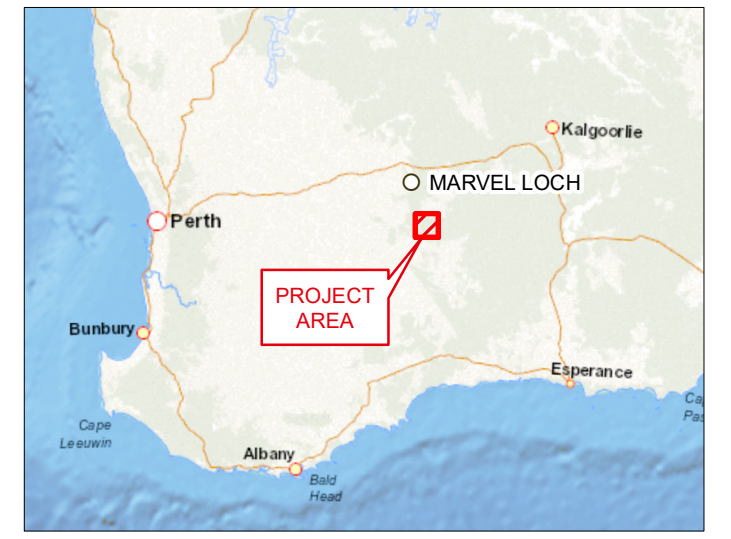 Kalgoorlie
MARVEL LOCH
Perth
PROJECT
AREA
Bunbury
Esperance
Cape
Leeuwin
Albany
Bald
Head